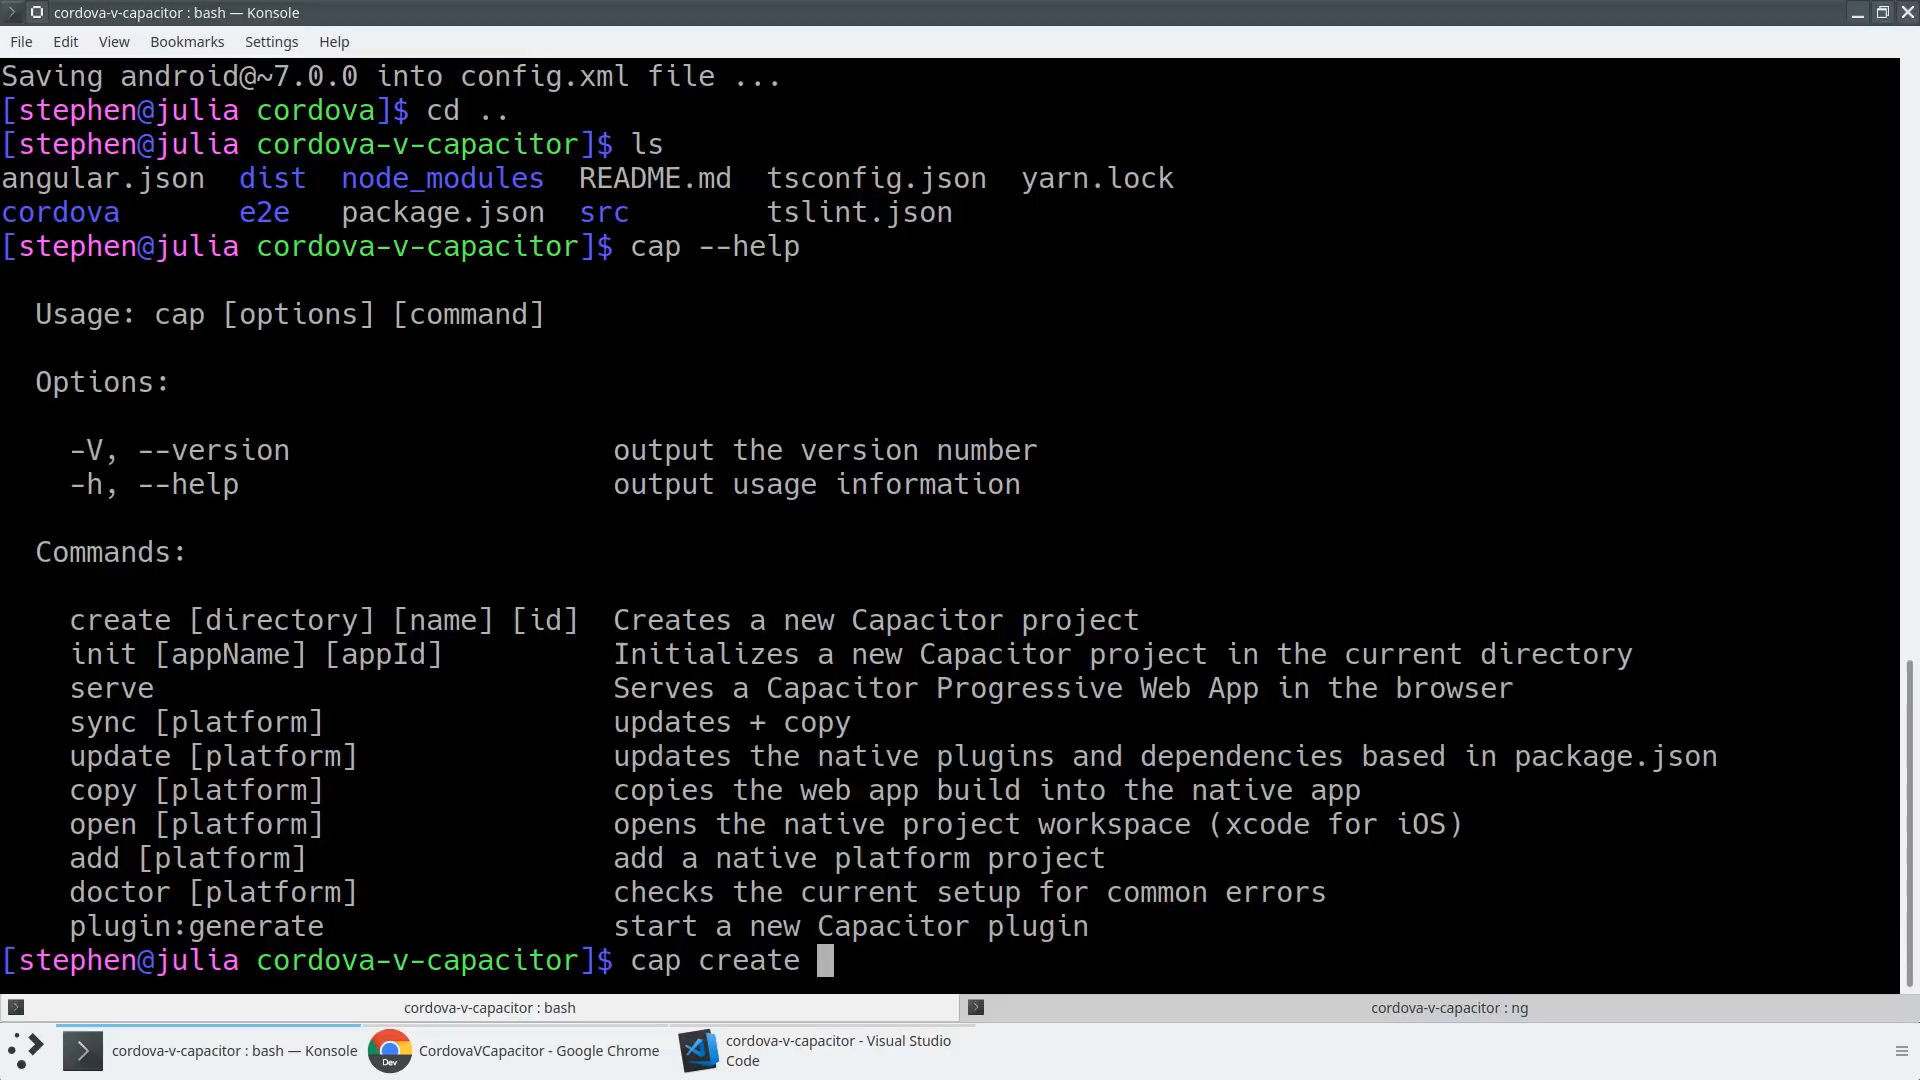 cordova-v-capacitor : bash — Konsole
File Edit View Bookmarks Settings Help
Saving android@~7.0.0 into config.xml file ...
[stephen@julia cordova]$ cd ..
[stephen@julia cordova-v-capacitor]$ ls
angular.json dist node_modules README.md tsconfig.json yarn.lock
cordova e2e package.json src tslint.json
[stephen@julia cordova-v-capacitor]$ cap --help
Usage: cap [options] [command]
Options:
-V, --version output the version number
-h, --help output usage information
Commands:
create [directory] [name] [id] Creates a new Capacitor project
init [appName] [appId] Initializes a new Capacitor project in the current directory
serve Serves a Capacitor Progressive Web App in the browser
sync [platform] updates + copy
update [platform] updates the native plugins and dependencies based in package.json
copy [platform] copies the web app build into the native app
open [platform] opens the native project workspace (xcode for iOS)
add [platform] add a native platform project
doctor [platform] checks the current setup for common errors
plugin:generate start a new Capacitor plugin
[stephen@julia cordova-v-capacitor]$ cap create
cordova-v-capacitor : bash cordova-v-capacitor : ng
cordova-v-capacitor : bash — Konsole
Dev
CordovaVCapacitor - Google Chrome
cordova-v-capacitor - Visual Studio
Code